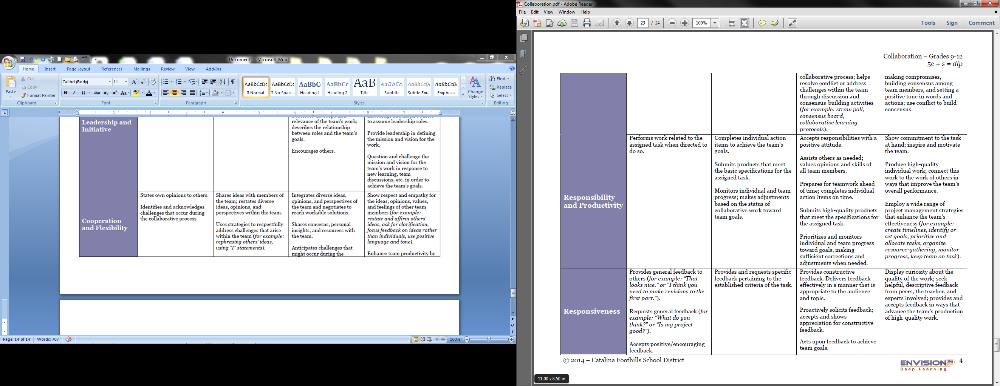 Document1 - Microsoft Word
Home Insert Page Layout References Mailings Review View Add-Ins
Paste
Cut
Copy
Format Painter
Clipboard
Calibri (Body) 11
Font
Paragraph
AaBbCcDc AaBbCcDc AaBbC AaBbCc AaB AaBbCc. AaBbCcDc AaBbCcDc
¶ Normal ¶ No Spaci... Heading 1 Heading 2 Title Subtitle Subtle Em... Emphasis
Change
Styles
Styles
Find
Replace
Select
Editing
1 2 3 4 5 6 7 8 9
Leadership and
Initiative
relevance of the team's work;
describes the relationship
between roles and the team's
goals.
Encourages others.
Encourage and inspire others
to assume leadership roles.
Provide leadership in defining
the mission and vision for the
work.
Question and challenge the
mission and vision for the
team's work in response to
new learning, team
discussions, etc. in order to
achieve the team's goals.
Cooperation
and Flexibility
States own opinions to others.
Identifies and acknowledges
challenges that occur during
the collaborative process.
Shares ideas with members of
the team; restates diverse
ideas, opinions, and
perspectives within the team.
Uses strategies to respectfully
address challenges that arise
within the team (for example:
rephrasing others' ideas,
using “I” statements).
Integrates diverse ideas,
opinions, and perspectives of
the team and negotiates to
reach workable solutions.
Shares concerns, personal
insights, and resources with
the team.
Anticipates challenges that
might occur during the
Show respect and empathy for
the ideas, opinions, values,
and feelings of other team
members (for example:
restate and affirm others'
ideas, ask for clarification,
focus feedback on ideas rather
than individuals, use positive
language and tone).
Enhance team productivity by
Page: 14 of 14 Words: 707
100%
Collaboration.pdf - Adobe Reader
File Edit View Window Help
23 / 24 100% Tools Sign Comment
Collaboration – Grades 9-12
5c + s = dlp
collaborative process; helps
resolve conflict or address
challenges within the team
through discussion and
consensus-building activities
(for example: straw poll,
consensus board,
collaborative learning
protocols).
making compromises,
building consensus among
team members, and setting a
positive tone in words and
actions; use conflict to build
consensus.
Responsibility
and Productivity
Performs work related to the
assigned task when directed to
do so.
Completes individual action
items to achieve the team's
goals.
Submits products that meet
the basic specifications for the
assigned task.
Monitors individual and team
progress; makes adjustments
based on the status of
collaborative work toward
team goals.
Accepts responsibilities with a
positive attitude.
Assists others as needed;
values opinions and skills of
all team members.
Prepares for teamwork ahead
of time; completes individual
action items on time.
Submits high-quality products
that meet the specifications for
the assigned task.
Prioritizes and monitors
individual and team progress
toward goals, making
sufficient corrections and
adjustments when needed.
Show commitment to the task
at hand; inspire and motivate
the team.
Produce high-quality
individual work; connect this
work to the work of others in
ways that improve the team's
overall performance.
Employ a wide range of
project management strategies
that enhance the team's
effectiveness (for example:
create timelines, identify or
set goals, prioritize and
allocate tasks, organize
resource-gathering, monitor
progress, keep team on task).
Responsiveness
Provides general feedback to
others (for example: “That
looks nice.” or “I think you
need to make revisions to the
first part.”).
Requests general feedback (for
example: “What do you
think?” or “Is my project
good?”).
Accepts positive/encouraging
feedback.
Provides and requests specific
feedback pertaining to the
established criteria of the task.
Provides constructive
feedback. Delivers feedback
effectively in a manner that is
appropriate to the audience
and topic.
Proactively solicits feedback;
accepts and shows
appreciation for constructive
feedback.
Acts upon feedback to achieve
team goals.
Display curiosity about the
quality of the work; seek
helpful, descriptive feedback
from peers, the teacher, and
experts involved; provides and
accepts feedback in ways that
advance the team's production
of high-quality work.
© 2014 – Catalina Foothills School District
ENVISION 21
Deep Learning
4
11.00 x 8.50 in